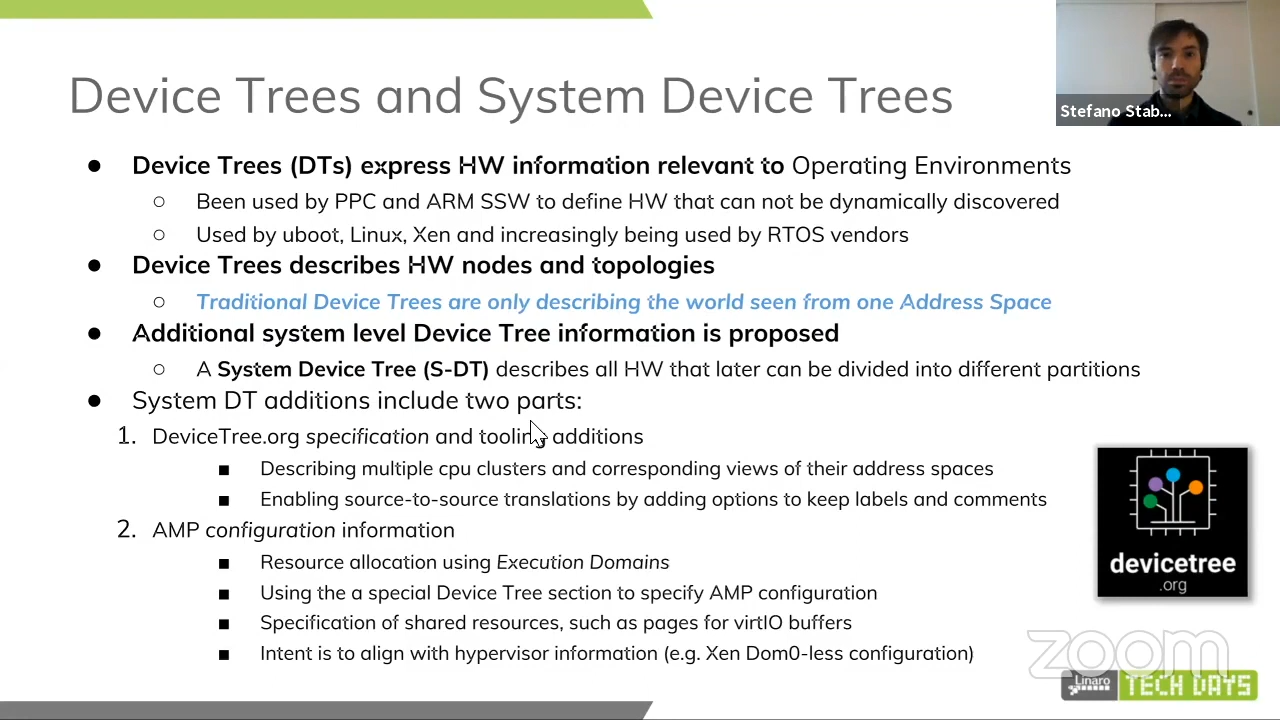 Device Trees and System Device Trees
Stefano Stab...
● Device Trees (DTs) express HW information relevant to Operating Environments
○ Been used by PPC and ARM SSW to define HW that can not be dynamically discovered
○ Used by uboot, Linux, Xen and increasingly being used by RTOS vendors
● Device Trees describes HW nodes and topologies
○ Traditional Device Trees are only describing the world seen from one Address Space
● Additional system level Device Tree information is proposed
○ A System Device Tree (S-DT) describes all HW that later can be divided into different partitions
● System DT additions include two parts:
1. DeviceTree.org specification and tooling additions
■ Describing multiple cpu clusters and corresponding views of their address spaces
■ Enabling source-to-source translations by adding options to keep labels and comments
2. AMP configuration information
■ Resource allocation using Execution Domains
■ Using the a special Device Tree section to specify AMP configuration
■ Specification of shared resources, such as pages for virtIO buffers
■ Intent is to align with hypervisor information (e.g. Xen Dom0-less configuration)
devicetree
.org
zoom
Linaro TECH DAYS